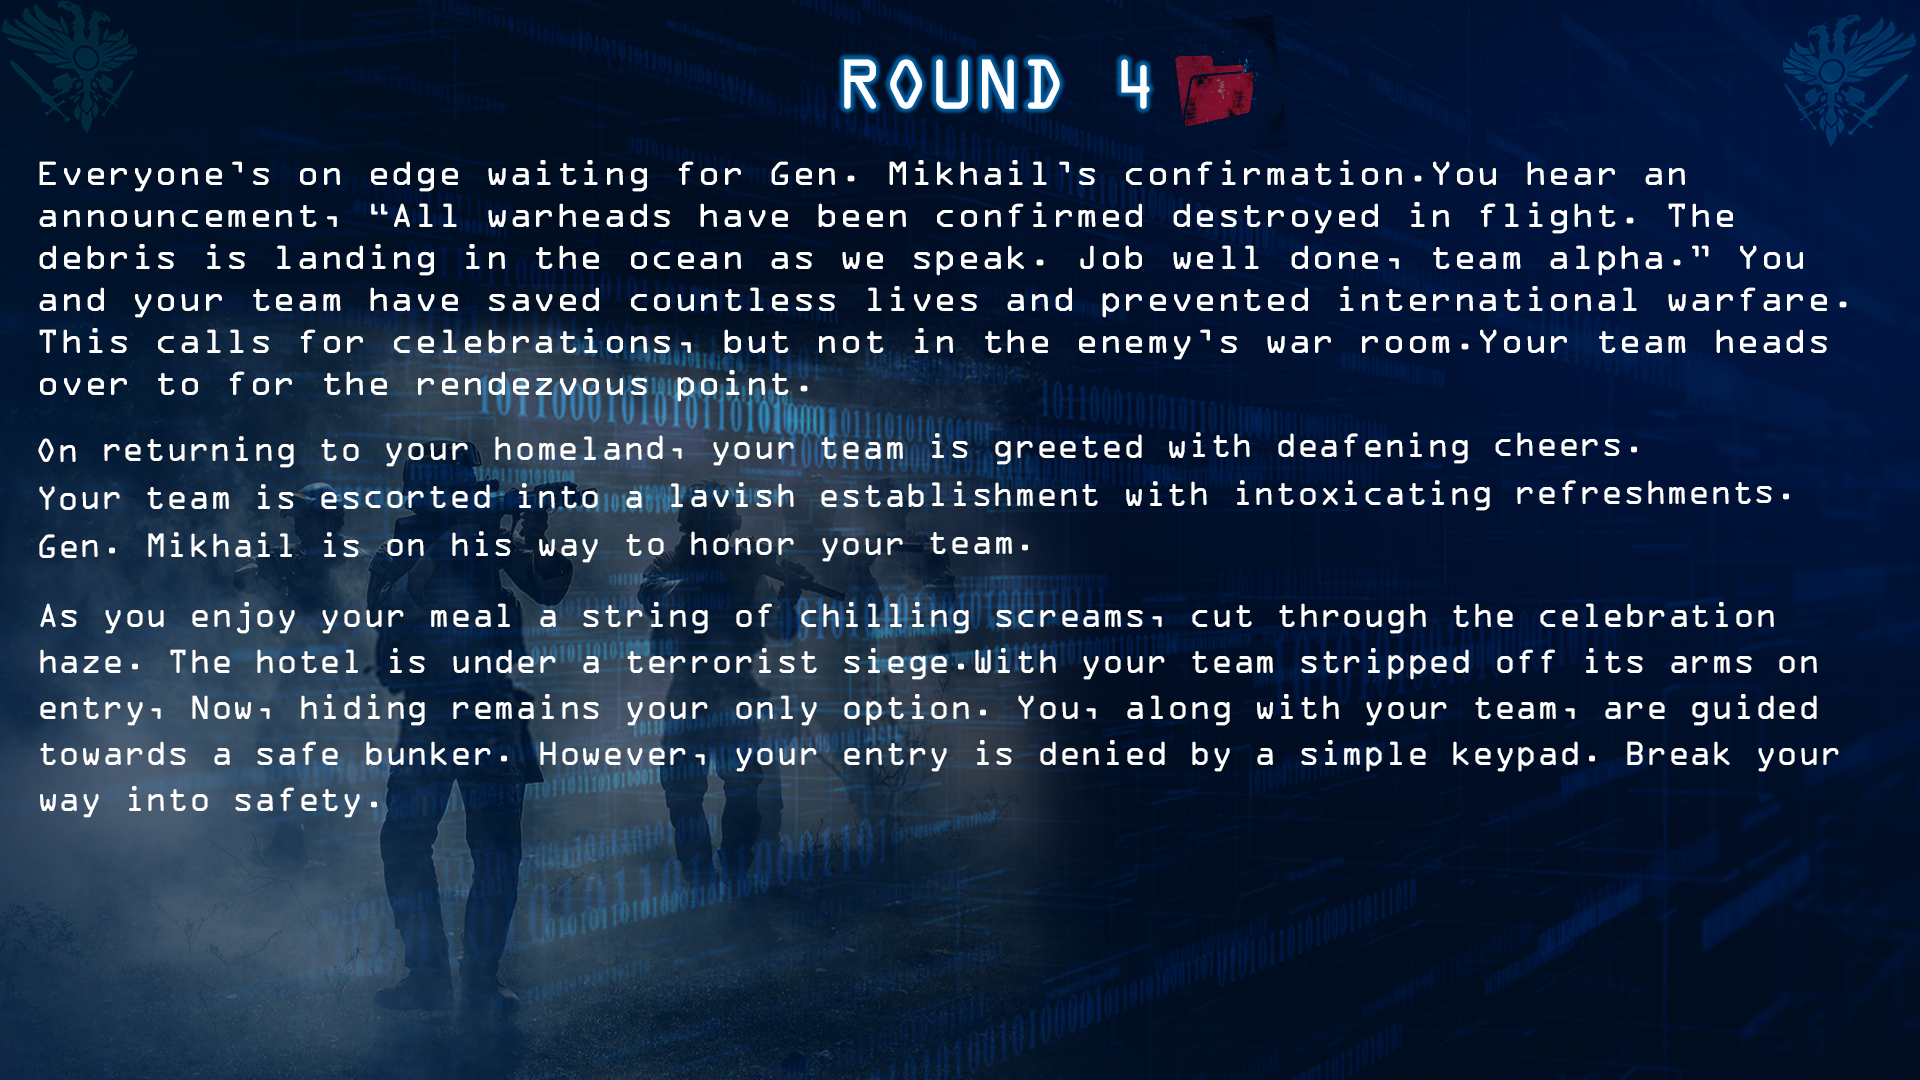 ROUND 4
Everyone's on edge waiting for Gen. Mikhail's confirmation.You hear an
announcement, "All warheads have been confirmed destroyed in flight. The
debris is landing in the ocean as we speak. Job well done, team alpha." You
and your team have saved countless lives and prevented international warfare.
This calls for celebrations, but not in the enemy's war room.Your team heads
over to for the rendezvous point.
On returning to your homeland, your team is greeted with deafening cheers.
Your team is escorted into a lavish establishment with intoxicating refreshments.
Gen. Mikhail is on his way to honor your team.
As you enjoy your meal a string of chilling screams, cut through the celebration
haze. The hotel is under a terrorist siege.With your team stripped off its arms on
entry, Now, hiding remains your only option. You, along with your team, are guided
towards a safe bunker. However, your entry is denied by a simple keypad. Break your
way into safety.